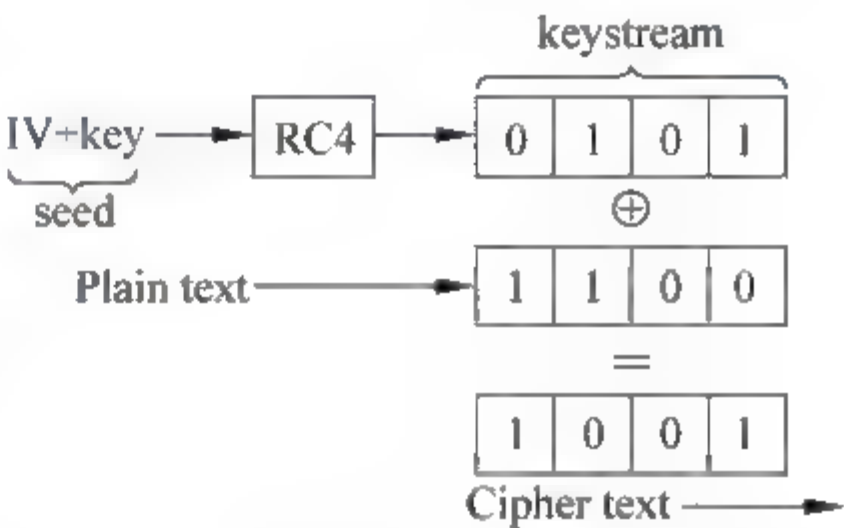 keystream
IV+key RC4 0 1 0 1
seed
⊕
Plain text 1 1 0 0
=
1 0 0 1
Cipher text